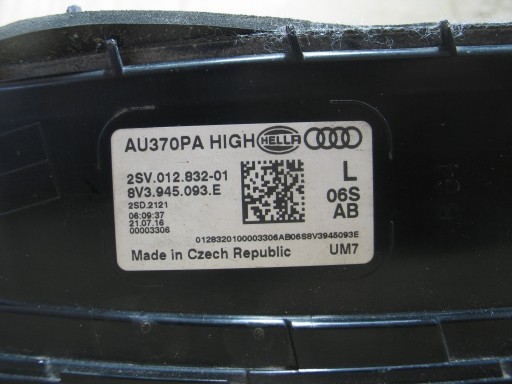 AU370PA HIGH HELLA
2SV.012.832-01
8V3.945.093.E
2SD.2121
06:09:37
21.07.16
00003306
L
06S
AB
0128320100003306AB06S8V3945093E
Made in Czech Republic UM7